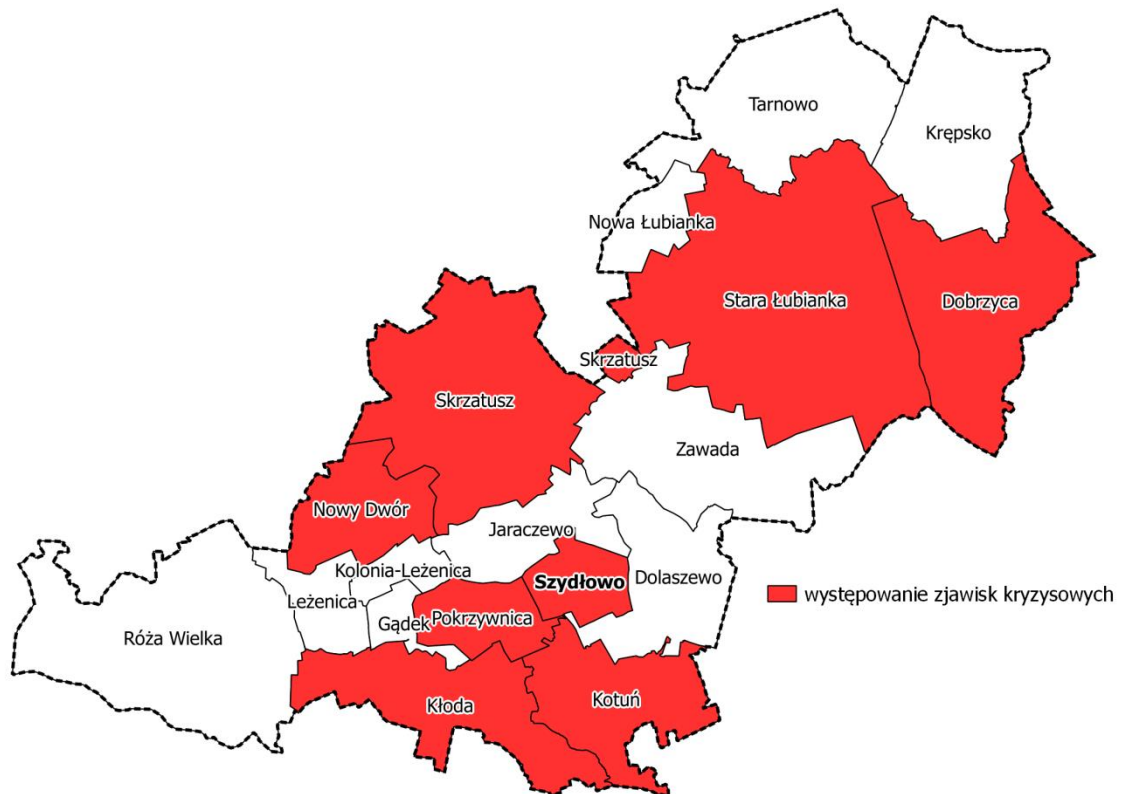 Tarnowo
Krępsko
Nowa Łubianka
Stara Łubianka
Dobrzyca
Skrzatusz
Skrzatusz
Zawada
Nowy Dwór
Jaraczewo
Kolonia-Leżenica
Szydłowo
Dolaszewo
występowanie zjawisk kryzysowych
Leżenica
Gądek
Pokrzywnica
Róża Wielka
Kłoda
Kotuń